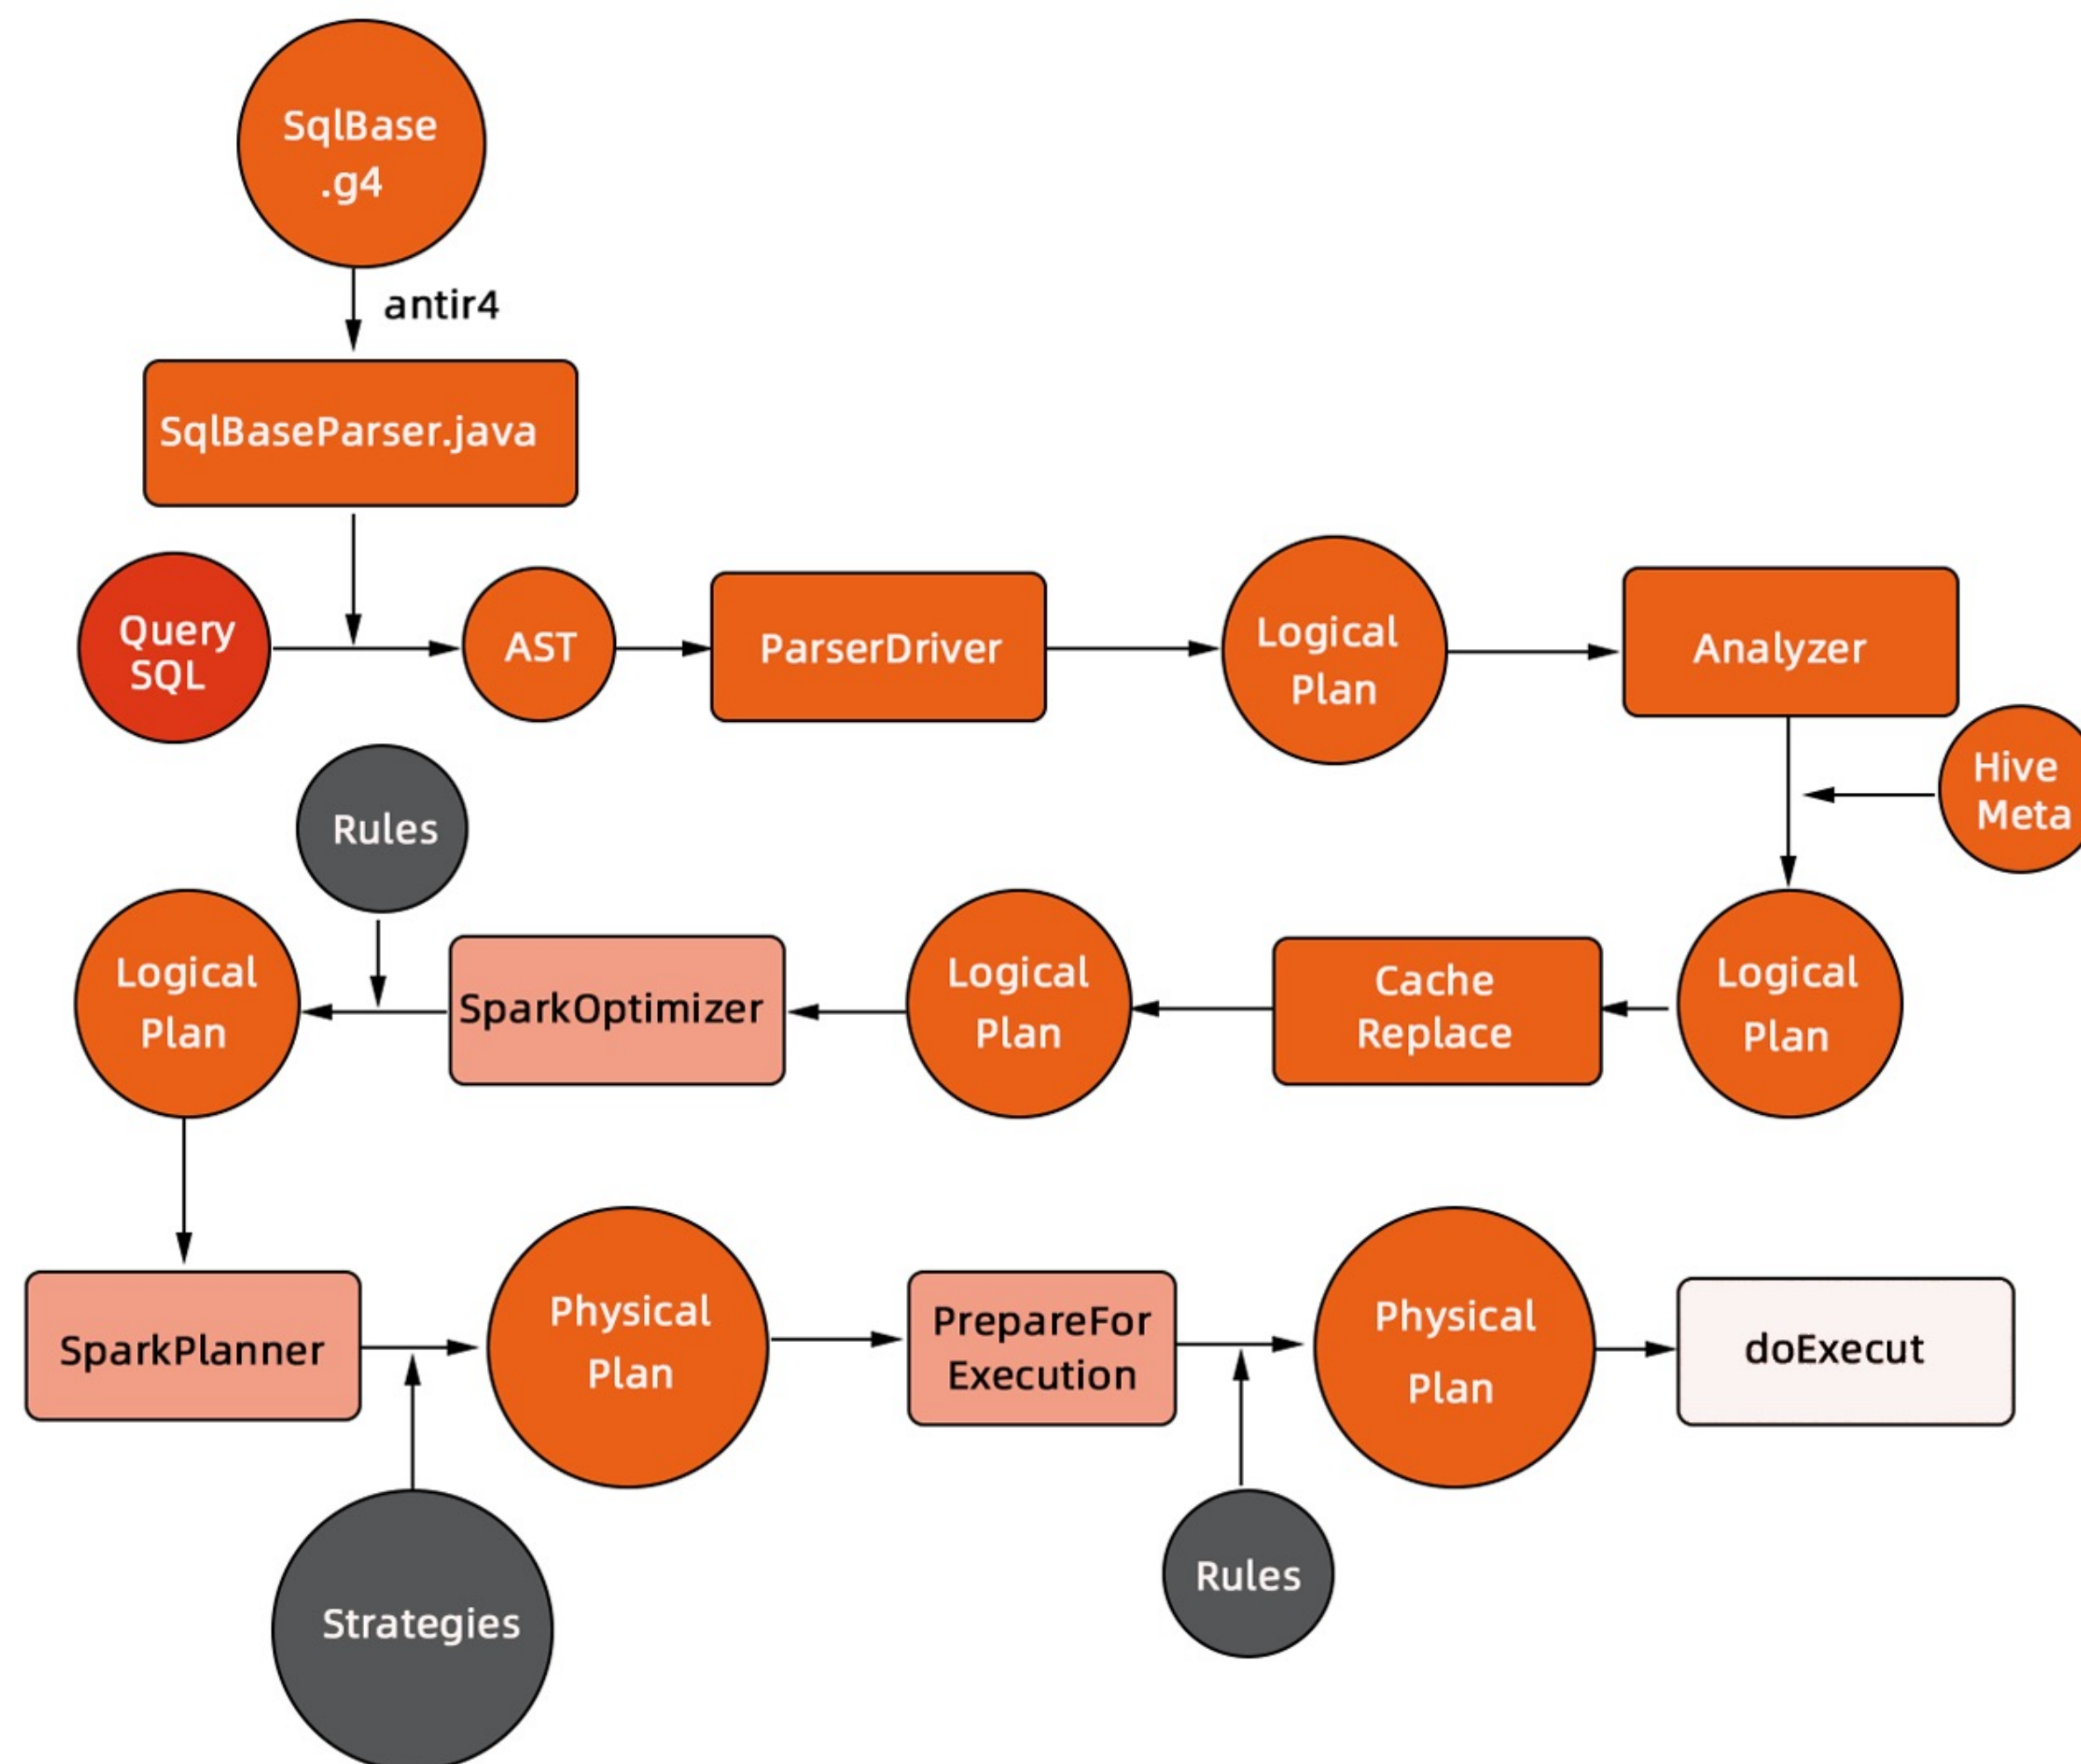 SqlBase
.g4
antir4
SqlBaseParser.java
Query
SQL
AST
ParserDriver
Logical
Plan
Analyzer
Hive
Meta
Rules
Logical
Plan
SparkOptimizer
Logical
Plan
Cache
Replace
Logical
Plan
SparkPlanner
Physical
Plan
PrepareFor
Execution
Physical
Plan
doExecut
Strategies
Rules